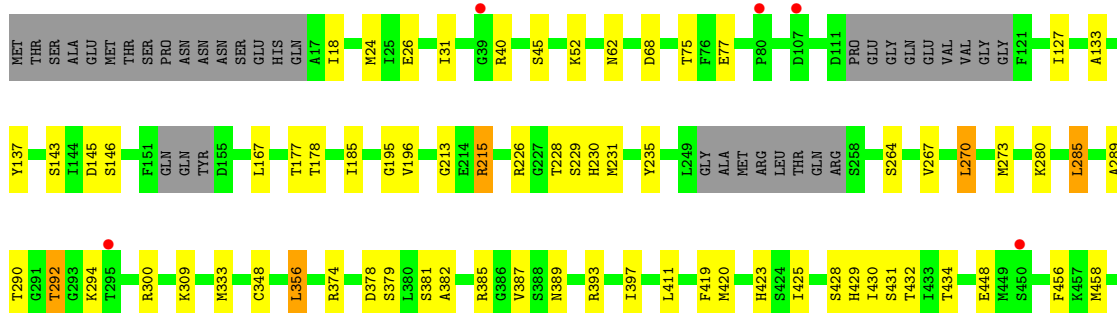 MET THR SER ALA GLU MET THR SER PRO ASN ASN ASN SER GLU HIS GLN A17 I18 M24 I25 E26 I31 G39 R40 S45 K52 N62 D68 T75 F76 E77 P80 D107 D111 PRO GLU GLY GLN GLU VAL VAL GLY GLY F121 I127 A133
Y137 S143 I144 D145 S146 F151 GLN GLN TYR D155 L167 T177 T178 I185 G195 V196 G213 E214 R215 R226 G227 T228 S229 H230 M231 Y235 L249 GLY ALA MET ARG LEU THR GLN ARG S258 S264 V267 L270 M273 K280 L285 A289
T290 G291 T292 G293 K294 T295 R300 K309 M333 C348 L356 R374 D378 S379 L380 S381 A382 R385 G386 V387 S388 N389 R393 I397 L411 F419 M420 H423 S424 I425 S428 H429 I430 S431 T432 I433 T434 E448 M449 S450 F456 K457 M458